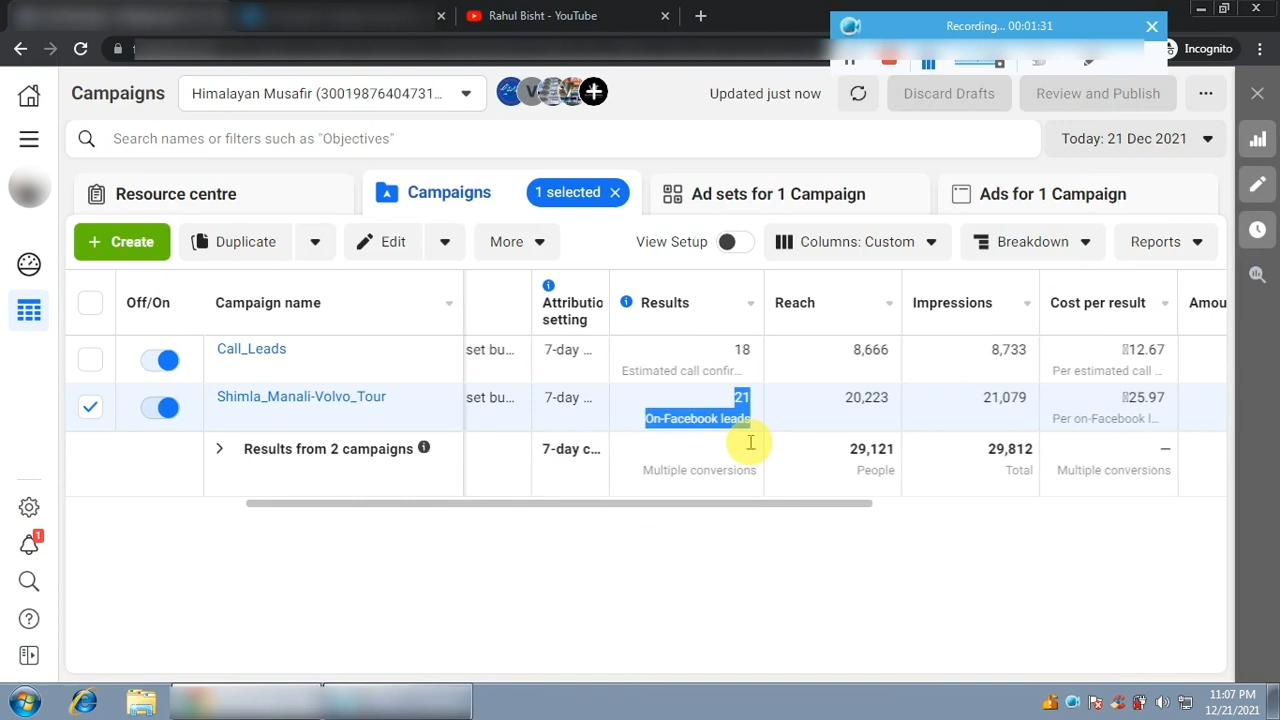 Rahul Bisht - YouTube
Recording... 00:01:31
Incognito
Campaigns
Himalayan Musafir (30019876404731...
V
Updated just now
Discard Drafts
Review and Publish
Search names or filters such as "Objectives"
Today: 21 Dec 2021
Resource centre
Campaigns
1 selected
Ad sets for 1 Campaign
Ads for 1 Campaign
+ Create
Duplicate
Edit
More
View Setup
Columns: Custom
Breakdown
Reports
Off/On
Campaign name
Attributio
setting
Results
Reach
Impressions
Cost per result
Amou
Call_Leads
set bu...
7-day ...
18
8,666
8,733
12.67
Estimated call confir...
Per estimated call ...
Shimla_Manali-Volvo_Tour
set bu...
7-day ...
21
20,223
21,079
25.97
On-Facebook leads
Per on-Facebook l...
Results from 2 campaigns
7-day c...
29,121
29,812
—
Multiple conversions
People
Total
Multiple conversions
1
11:07 PM
12/21/2021